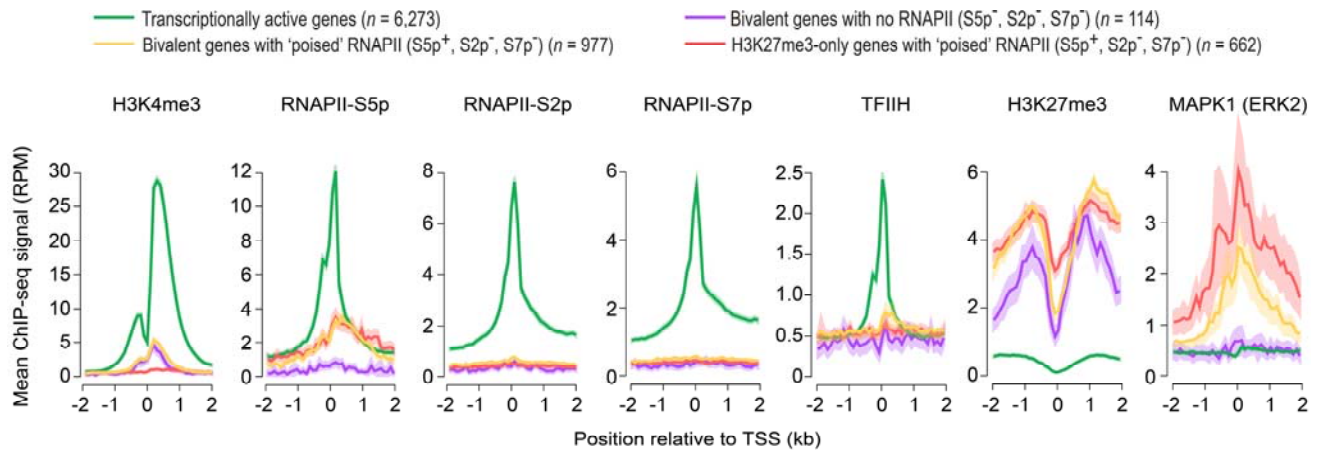 Transcriptionally active genes (n = 6,273)
Bivalent genes with no RNAPII (S5p⁻, S2p⁻, S7p⁻) (n = 114)
Bivalent genes with 'poised' RNAPII (S5p⁺, S2p⁻, S7p⁻) (n = 977)
H3K27me3-only genes with 'poised' RNAPII (S5p⁺, S2p⁻, S7p⁻) (n = 662)
H3K4me3 RNAPII-S5p RNAPII-S2p RNAPII-S7p TFIIH H3K27me3 MAPK1 (ERK2)
Mean ChIP-seq signal (RPM)
30 25 20 15 10 5 0
12 10 8 6 4 2 0
8 6 4 2 0
6 4 2 0
2.5 2.0 1.5 1.0 0.5 0
6 4 2 0
4 3 2 1 0
-2 -1 0 1 2 -2 -1 0 1 2 -2 -1 0 1 2 -2 -1 0 1 2 -2 -1 0 1 2 -2 -1 0 1 2 -2 -1 0 1 2
Position relative to TSS (kb)